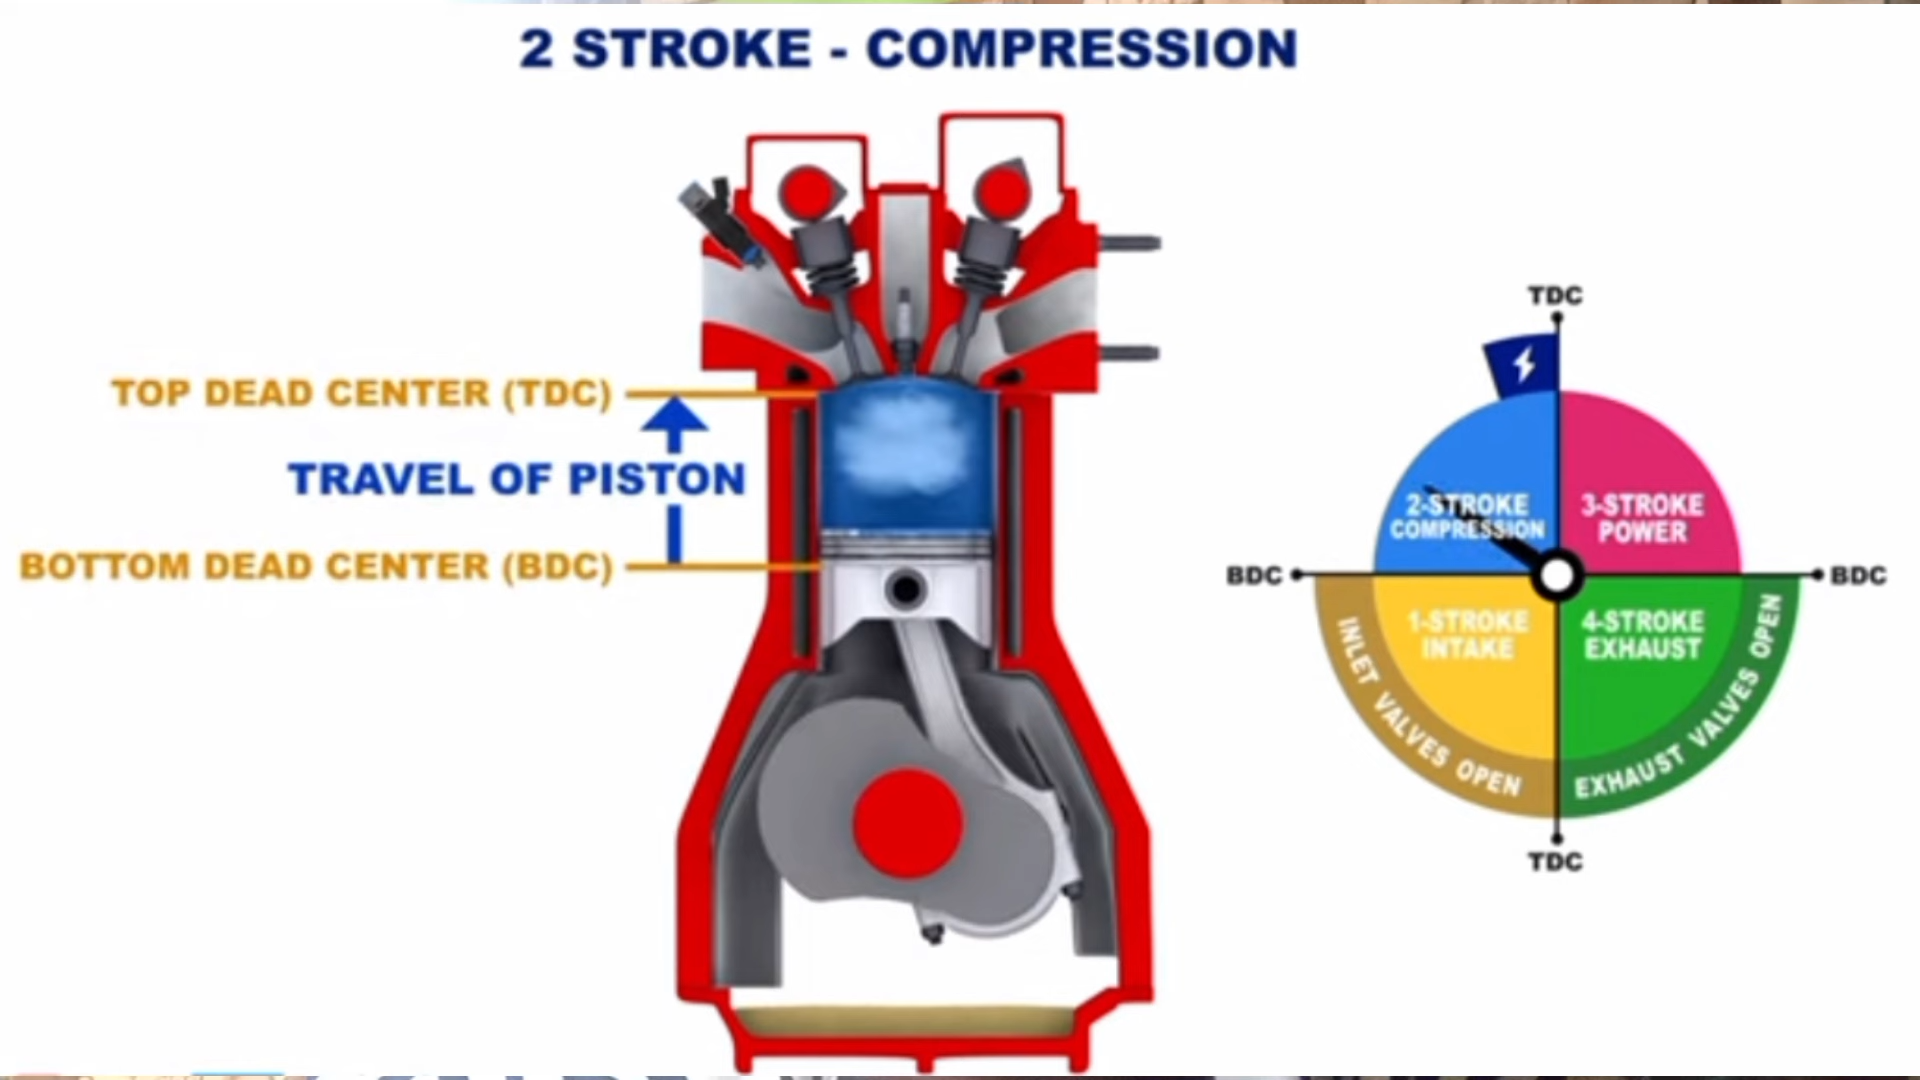 2 STROKE - COMPRESSION
TOP DEAD CENTER (TDC)
TRAVEL OF PISTON
BOTTOM DEAD CENTER (BDC)
TDC
2-STROKE
COMPRESSION
3-STROKE
POWER
BDC
BDC
1-STROKE
INTAKE
4-STROKE
EXHAUST
INLET VALVES OPEN
EXHAUST VALVES OPEN
TDC